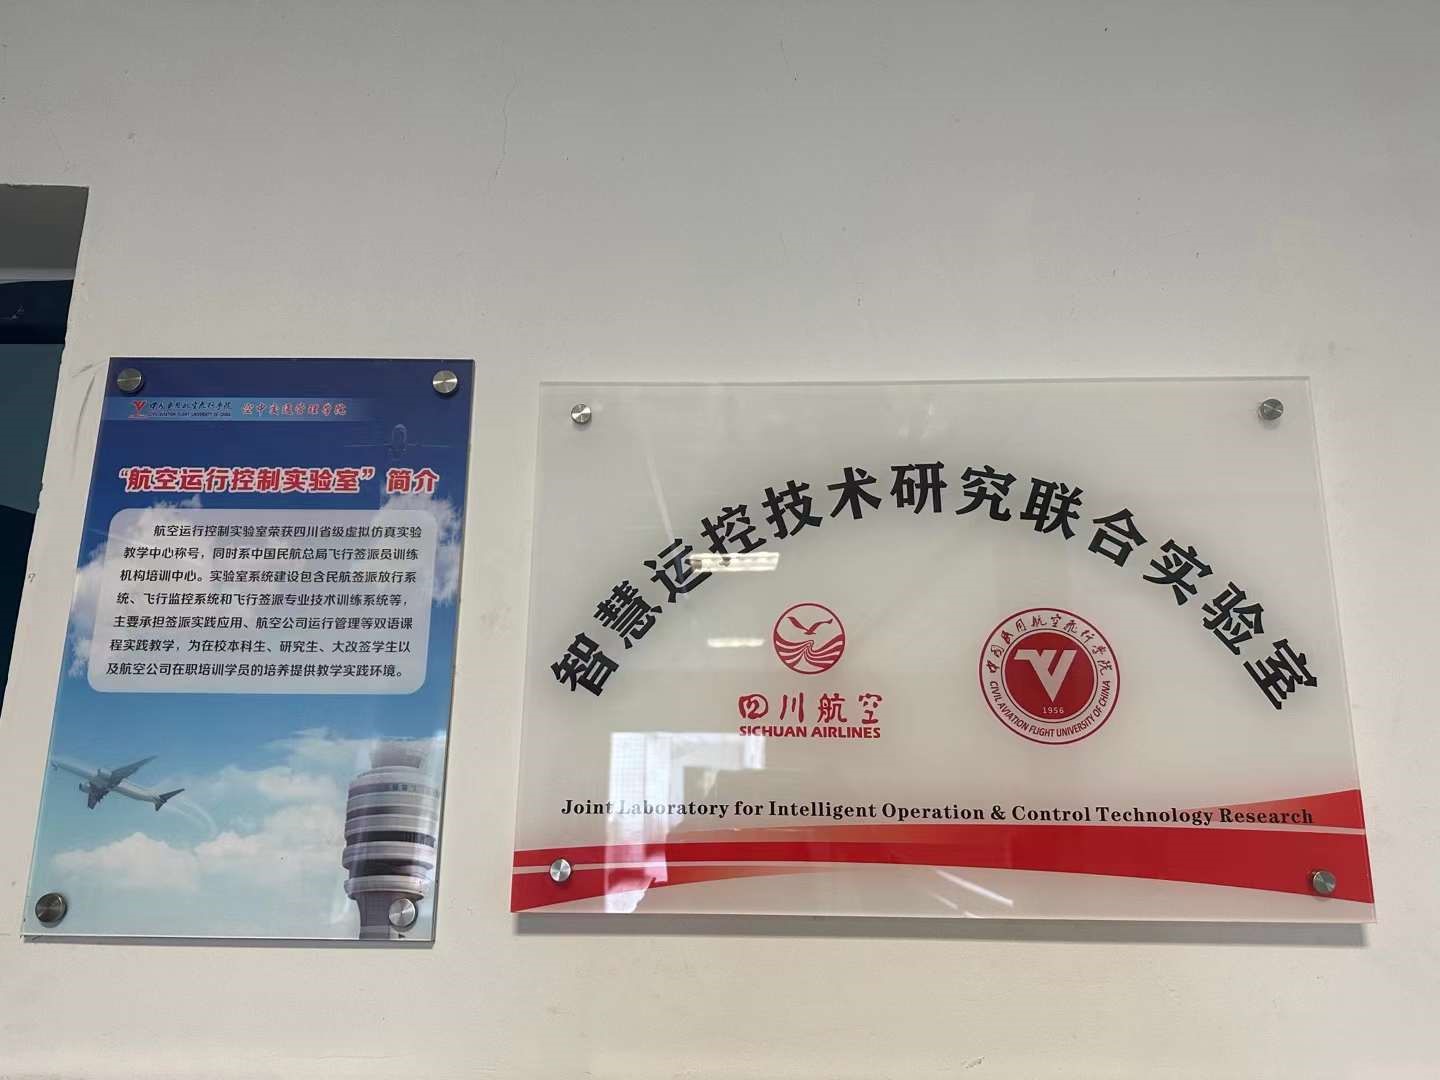 中国民用航空飞行学院
CIVIL AVIATION FLIGHT UNIVERSITY OF CHINA
空中交通管理学院
“航空运行控制实验室”简介
航空运行控制实验室荣获四川省级虚拟仿真实验
教学中心称号，同时系中国民航总局飞行签派员训练
机构培训中心。实验室系统建设包含民航签派放行系
统、飞行监控系统和飞行签派专业技术训练系统等，
主要承担签派实践应用、航空公司运行管理等双语课
程实践教学，为在校本科生、研究生、大改签学生以
及航空公司在职培训学员的培养提供教学实践环境。
智慧运控技术研究联合实验室
四川航空
SICHUAN AIRLINES
中国民用航空飞行学院
1956
CIVIL AVIATION FLIGHT UNIVERSITY OF CHINA
Joint Laboratory for Intelligent Operation & Control Technology Research